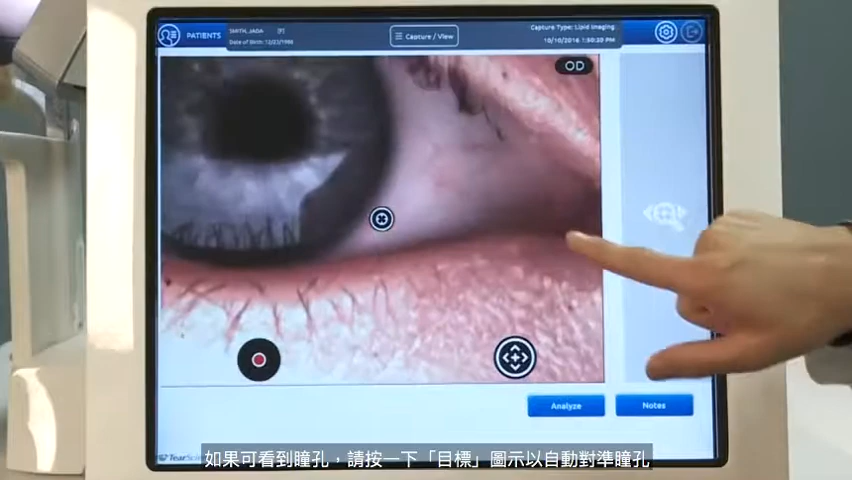 PATIENTS
SMITH, JADA (F)
Date of Birth: 12/23/1986
Capture / View
Capture Type: Lipid Imaging
10/10/2016 1:50:20 PM
OD
Analyze
Notes
如果可看到瞳孔，請按一下「目標」圖示以自動對準瞳孔